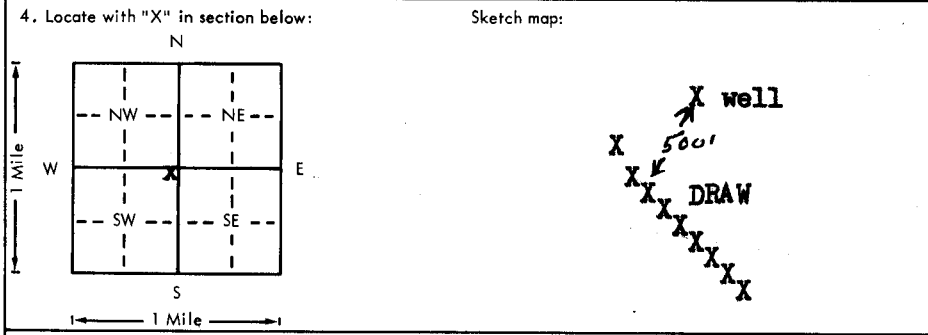 4. Locate with "X" in section below:
Sketch map:
N
NW
NE
W
X
E
1 Mile
SW
SE
S
1 Mile
X well
500'
X
X
X DRAW
X
X
X
X
X
X